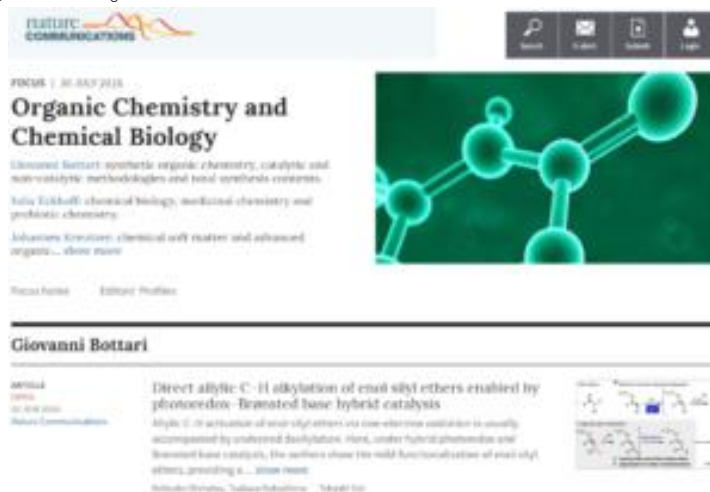 nature
COMMUNICATIONS
Search
E-alert
Submit
Login
FOCUS |
Organic Chemistry and
Chemical Biology
Giovanni Bottari: synthetic organic chemistry, catalytic and
non-catalytic methodologies and total synthesis contents.
chemical biology, medicinal chemistry and
prebiotic chemistry.
Johannes Kreutzer: chemical soft matter and advanced
organic... show more
Focus home Editors' Profiles
Giovanni Bottari
ARTICLE
OPEN
Nature Communications
Direct allylic C–H alkylation of enol silyl ethers enabled by
photoredox–Brønsted base hybrid catalysis
Allylic C–H activation of enol silyl ethers via one-electron oxidation is usually
accompanied by undesired desilylation. Here, under hybrid photoredox and
Brønsted base catalysis, the authors show the mild functionalization of enol silyl
ethers, providing a... show more